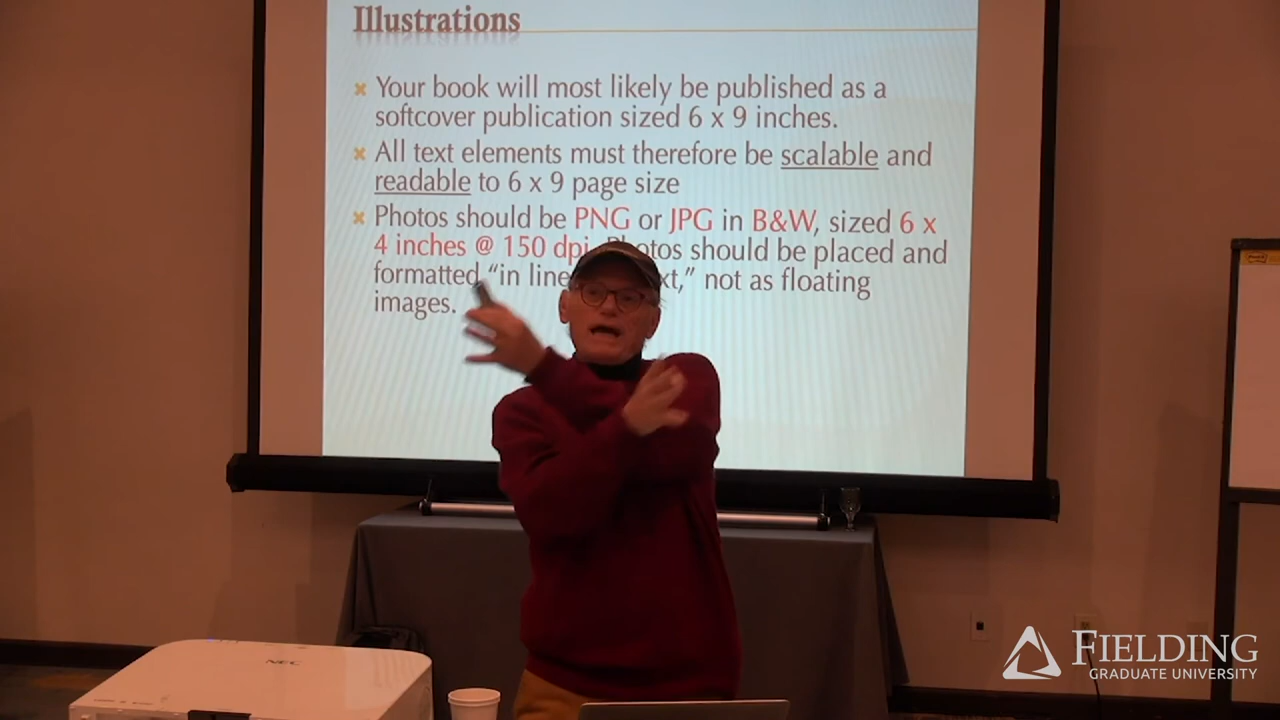 Illustrations
Your book will most likely be published as a
softcover publication sized 6 x 9 inches.
All text elements must therefore be scalable and
readable to 6 x 9 page size
Photos should be PNG or JPG in B&W, sized 6 x
4 inches @ 150 dpi. Photos should be placed and
formatted "in line xt," not as floating
images.
NEC
FIELDING
GRADUATE UNIVERSITY